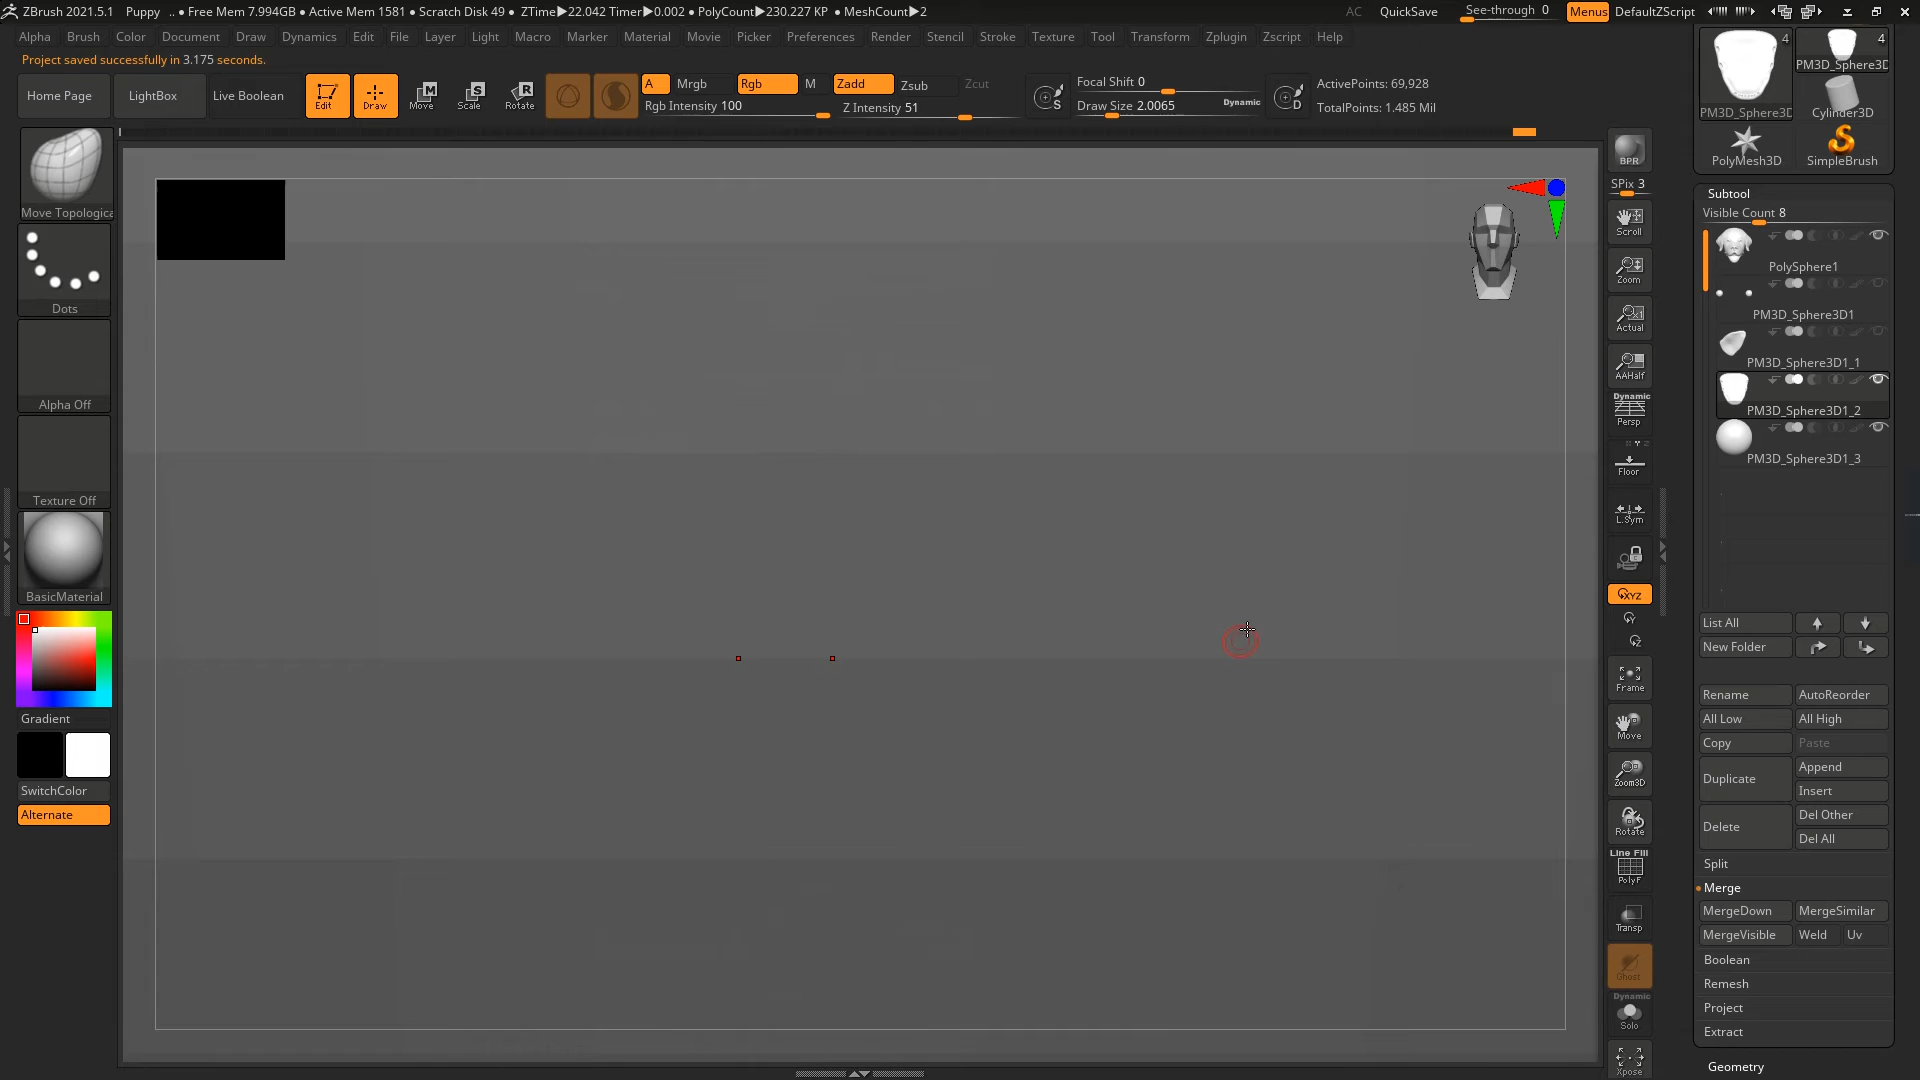 ZBrush 2021.5.1 Puppy .. • Free Mem 7.994GB • Active Mem 1581 • Scratch Disk 49 • ZTime▶22.042 Timer▶0.002 • PolyCount▶230.227 KP • MeshCount▶2 AC QuickSave See-through 0 Menus DefaultZScript
Alpha Brush Color Document Draw Dynamics Edit File Layer Light Macro Marker Material Movie Picker Preferences Render Stencil Stroke Texture Tool Transform Zplugin Zscript Help
Project saved successfully in 3.175 seconds.
Home Page LightBox Live Boolean Edit Draw Move Scale Rotate
A Mrgb Rgb M Zadd Zsub Zcut
Rgb Intensity 100 Z Intensity 51
S Focal Shift 0
Draw Size 2.0065 Dynamic D
ActivePoints: 69,928
TotalPoints: 1.485 Mil
Move Topologica
Dots
Alpha Off
Texture Off
BasicMaterial
Gradient
SwitchColor
Alternate
BPR
SPix 3
Scroll
Zoom
Actual
AAHalf
Dynamic
Persp
Floor
L.Sym
XYZ
Y
Z
Frame
Move
Zoom3D
Rotate
Line Fill
PolyF
Transp
Ghost
Dynamic
Solo
Xpose
4 4
PM3D_Sphere3D
PM3D_Sphere3D Cylinder3D
PolyMesh3D SimpleBrush
Subtool
Visible Count 8
PolySphere1
PM3D_Sphere3D1
PM3D_Sphere3D1_1
PM3D_Sphere3D1_2
PM3D_Sphere3D1_3
List All
New Folder
Rename AutoReorder
All Low All High
Copy Paste
Duplicate Append
Insert
Delete Del Other
Del All
Split
Merge
MergeDown MergeSimilar
MergeVisible Weld Uv
Boolean
Remesh
Project
Extract
Geometry